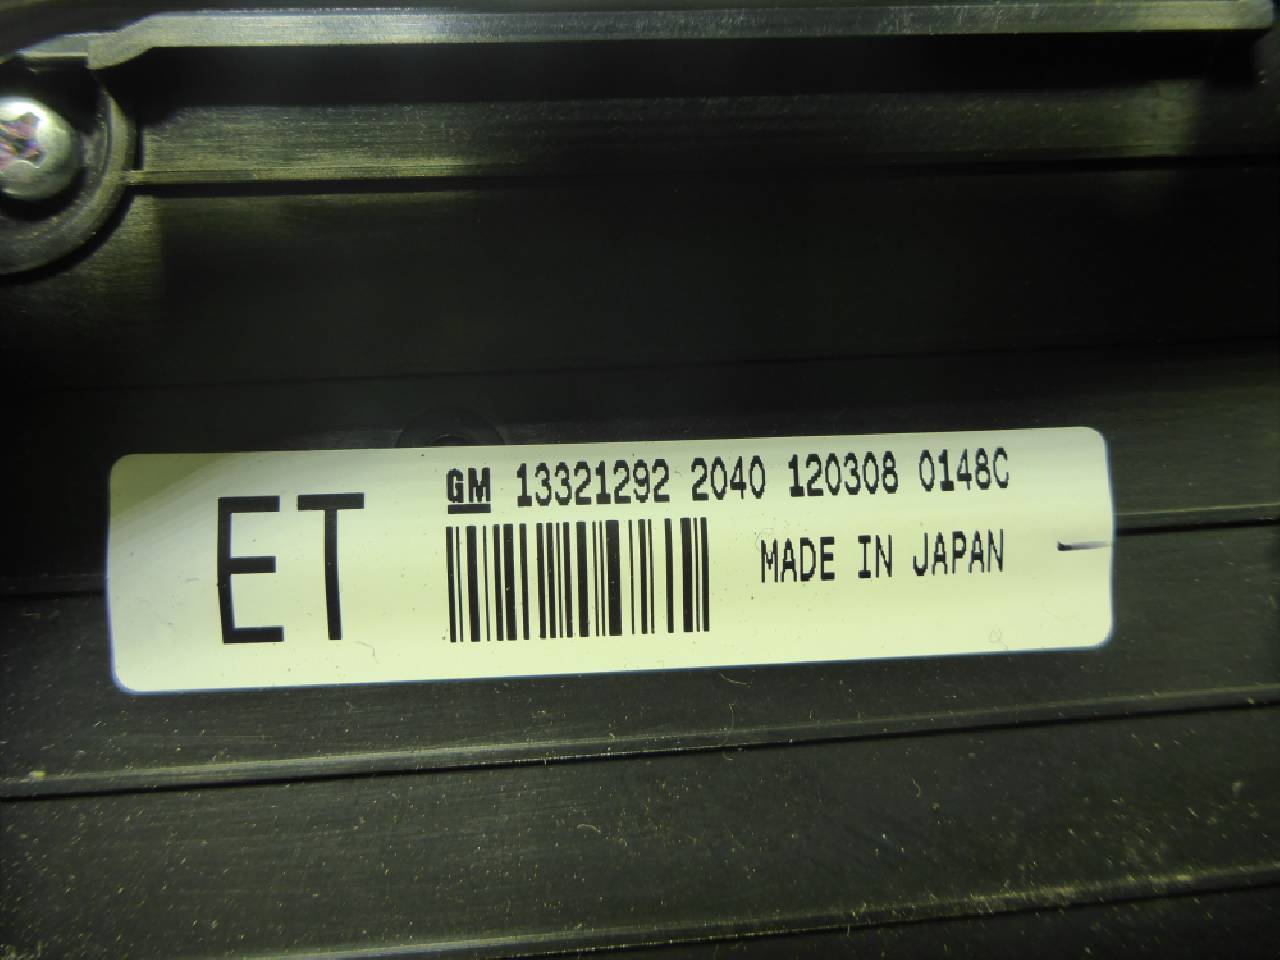 ET
GM 13321292 2040 120308 0148C
MADE IN JAPAN